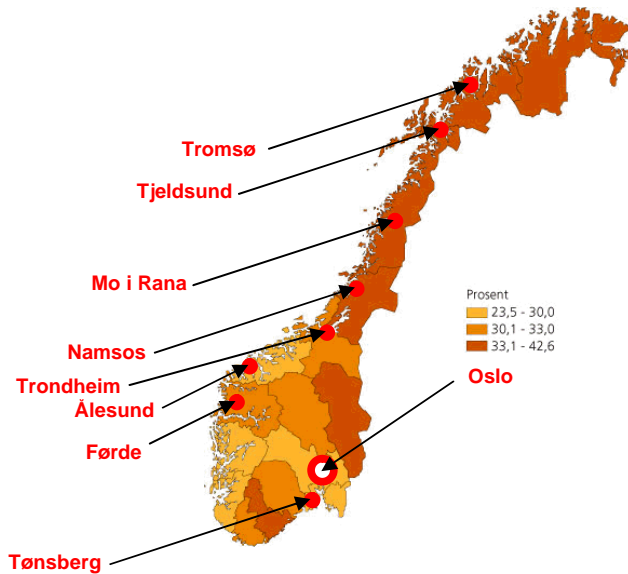 Tromsø
Tjeldsund
Mo i Rana
Prosent
23,5 - 30,0
30,1 - 33,0
33,1 - 42,6
Namsos
Trondheim
Oslo
Ålesund
Førde
Tønsberg